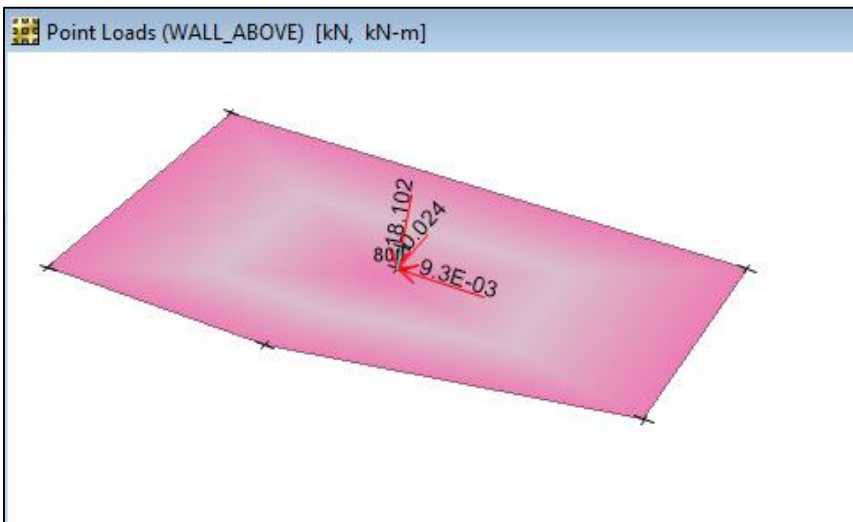 Point Loads (WALL_ABOVE) [kN, kN-m]
18.102
0.024
9.3E-03